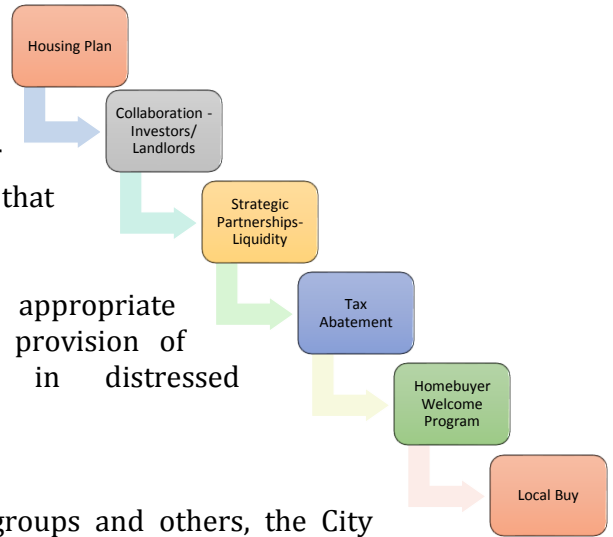 Housing Plan
Collaboration -
Investors/
Landlords
that
Strategic
Partnerships-
Liquidity
appropriate
provision of
in distressed
Tax
Abatement
Homebuyer
Welcome
Program
Local Buy
groups and others, the City